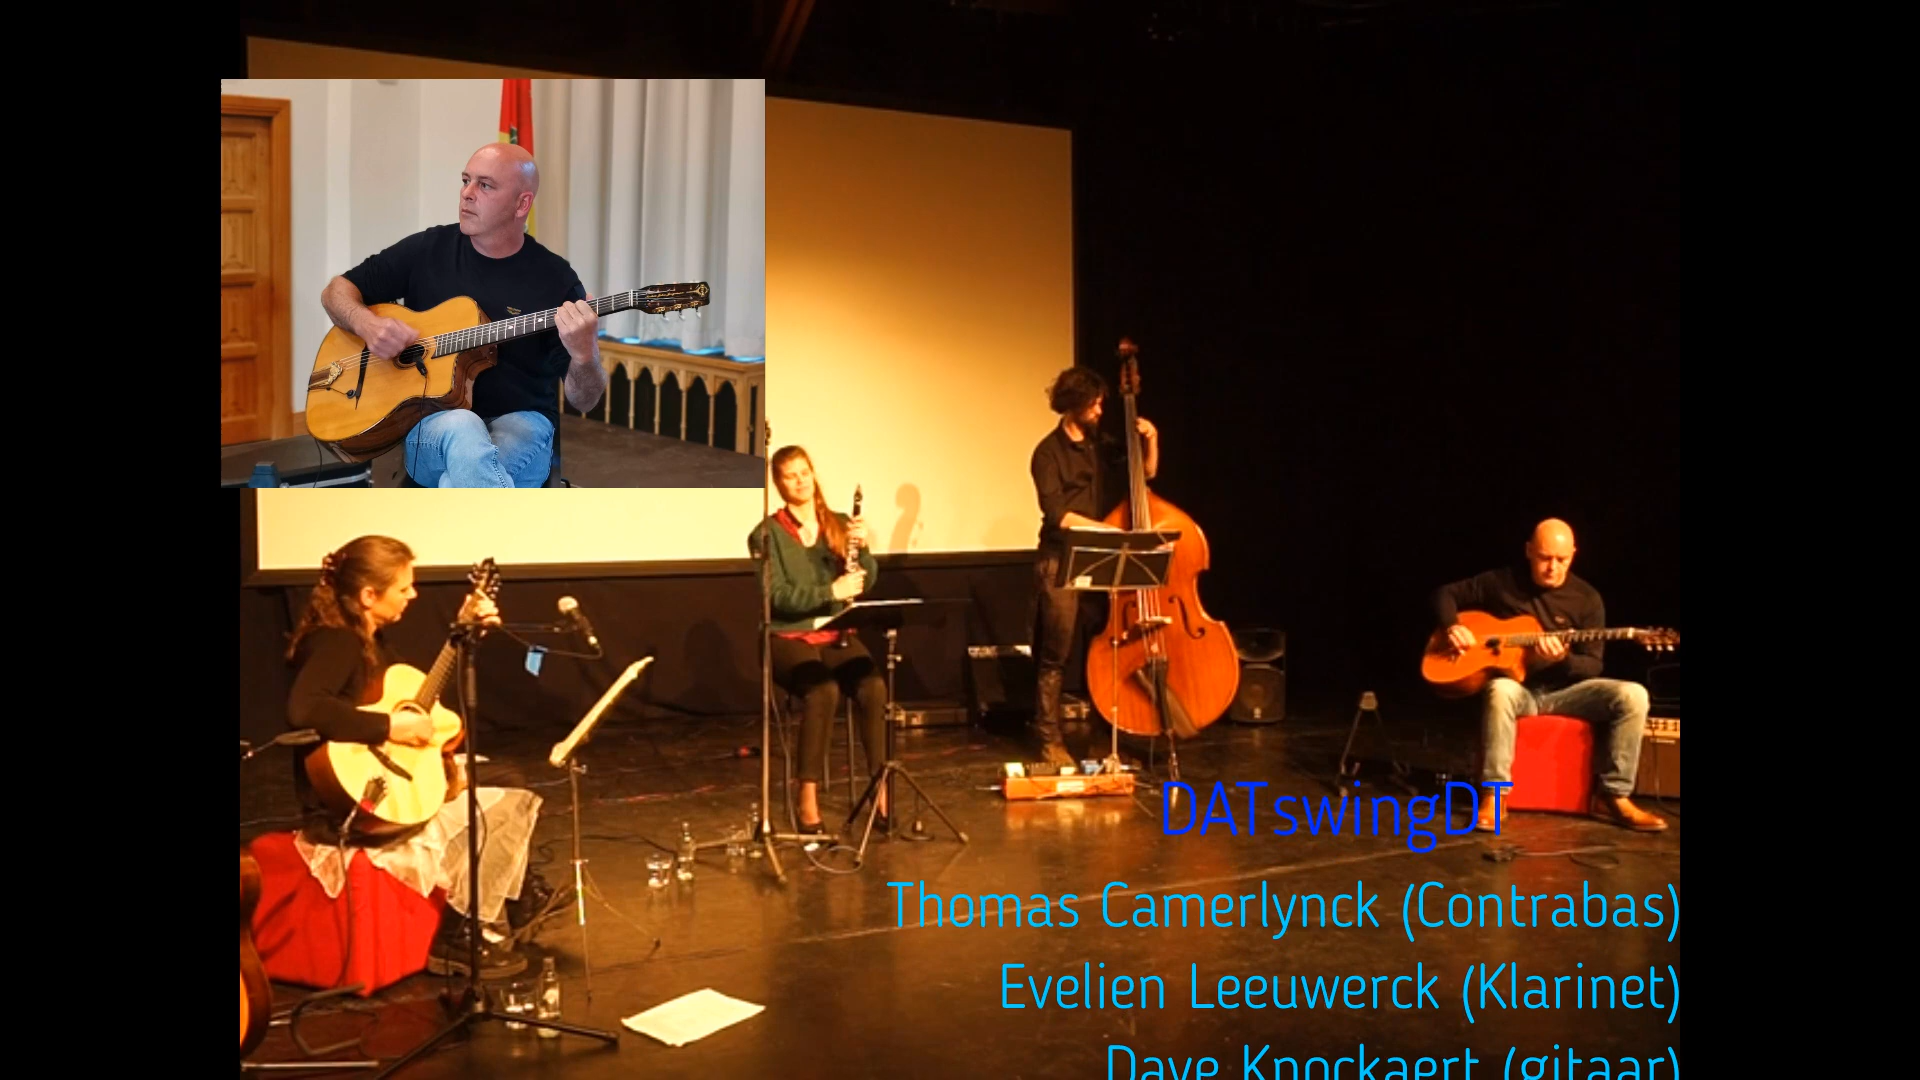 DATswingDT
Thomas Camerlynck (Contrabas)
Evelien Leeuwerck (Klarinet)
Dave Knockaert (gitaar)